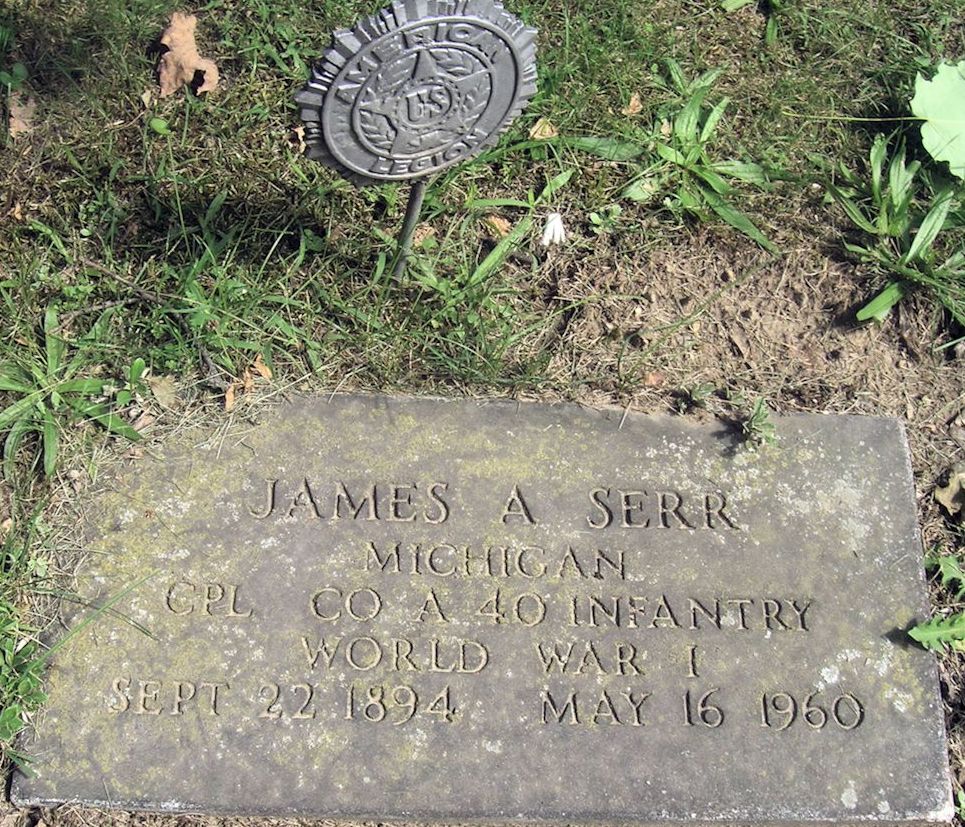 AMERICAN
US
LEGION
JAMES A SERR
MICHIGAN
CPL CO A 40 INFANTRY
WORLD WAR I
SEPT 22 1894 MAY 16 1960